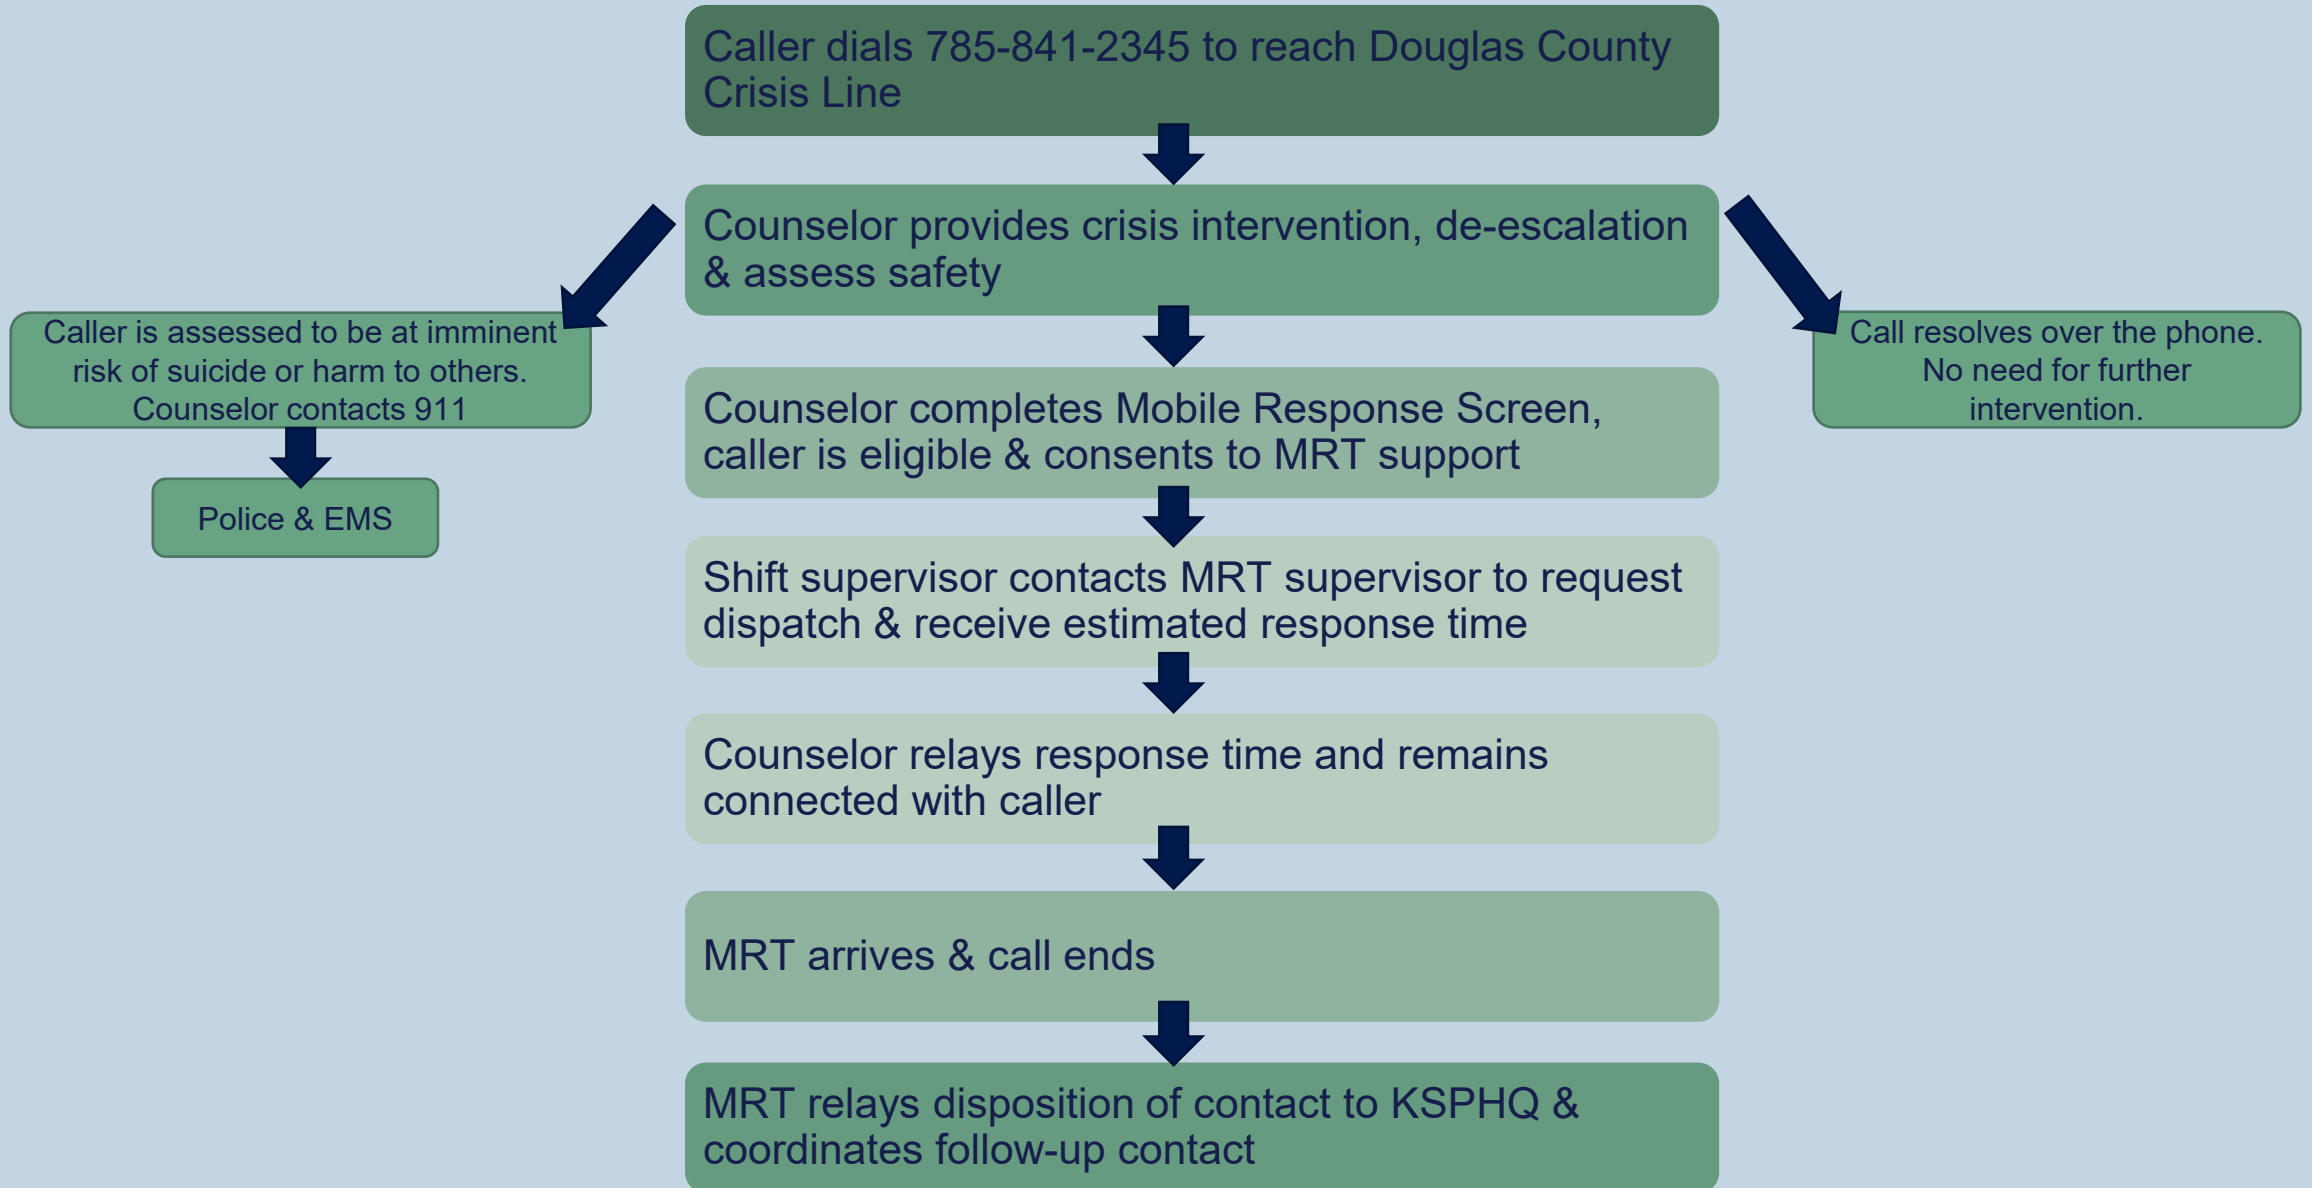 Caller dials 785-841-2345 to reach Douglas County
Crisis Line
Counselor provides crisis intervention, de-escalation
& assess safety
Caller is assessed to be at imminent
risk of suicide or harm to others.
Counselor contacts 911
Police & EMS
Call resolves over the phone.
No need for further
intervention.
Counselor completes Mobile Response Screen,
caller is eligible & consents to MRT support
Shift supervisor contacts MRT supervisor to request
dispatch & receive estimated response time
Counselor relays response time and remains
connected with caller
MRT arrives & call ends
MRT relays disposition of contact to KSPHQ &
coordinates follow-up contact